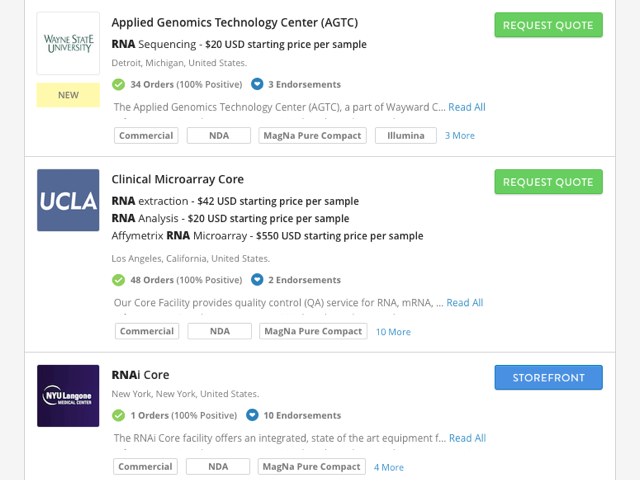 WAYNE STATE
UNIVERSITY
NEW
Applied Genomics Technology Center (AGTC)
RNA Sequencing - $20 USD starting price per sample
Detroit, Michigan, United States.
34 Orders (100% Positive) 3 Endorsements
The Applied Genomics Technology Center (AGTC), a part of Wayward C... Read All
Commercial NDA MagNa Pure Compact Illumina 3 More
REQUEST QUOTE
UCLA
Clinical Microarray Core
RNA extraction - $42 USD starting price per sample
RNA Analysis - $20 USD starting price per sample
Affymetrix RNA Microarray - $550 USD starting price per sample
Los Angeles, California, United States.
48 Orders (100% Positive) 2 Endorsements
Our Core Facility provides quality control (QA) service for RNA, mRNA, ... Read All
Commercial NDA MagNa Pure Compact 10 More
REQUEST QUOTE
NYU Langone
MEDICAL CENTER
RNAi Core
New York, New York, United States.
1 Orders (100% Positive) 10 Endorsements
The RNAi Core facility offers an integrated, state of the art equipment f... Read All
Commercial NDA MagNa Pure Compact 4 More
STOREFRONT